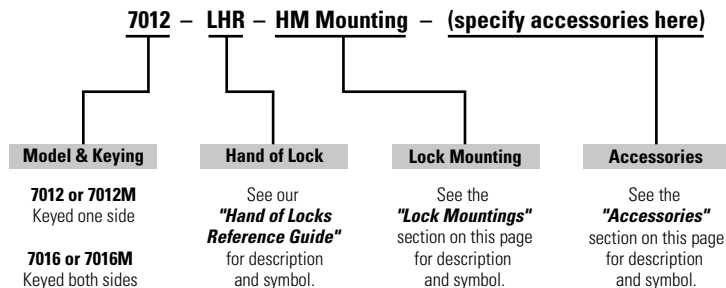 7012 – LHR – HM Mounting – (specify accessories here)
Model & Keying
7012 or 7012M
Keyed one side
7016 or 7016M
Keyed both sides
Hand of Lock
See our
"Hand of Locks
Reference Guide"
for description
and symbol.
Lock Mounting
See the
"Lock Mountings"
section on this page
for description
and symbol.
Accessories
See the
"Accessories"
section on this page
for description
and symbol.